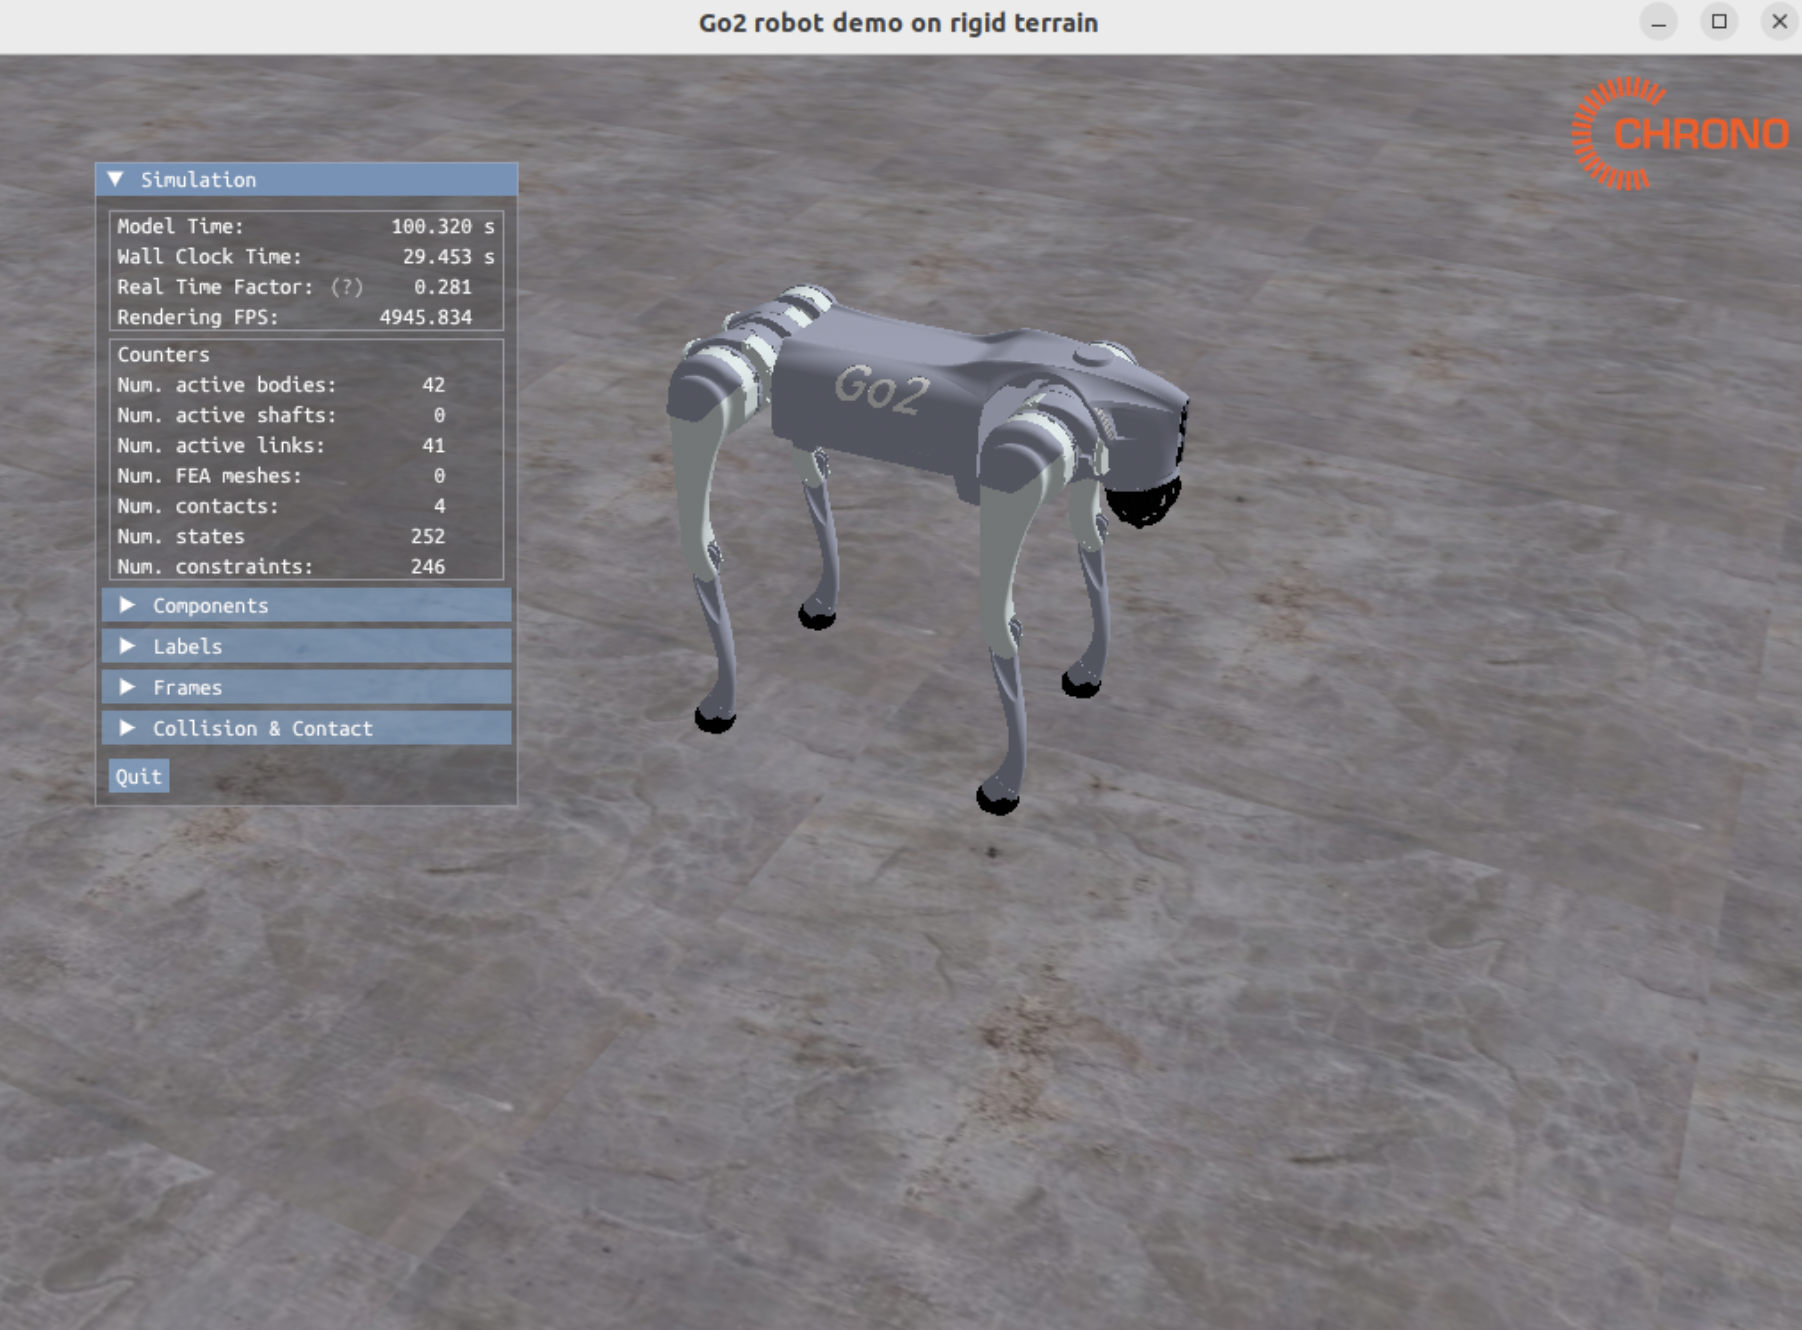 Go2 robot demo on rigid terrain
CHRONO
Simulation
Model Time: 100.320 s
Wall Clock Time: 29.453 s
Real Time Factor: (?) 0.281
Rendering FPS: 4945.834
Counters
Num. active bodies: 42
Num. active shafts: 0
Num. active links: 41
Num. FEA meshes: 0
Num. contacts: 4
Num. states 252
Num. constraints: 246
Components
Labels
Frames
Collision & Contact
Quit
Go2